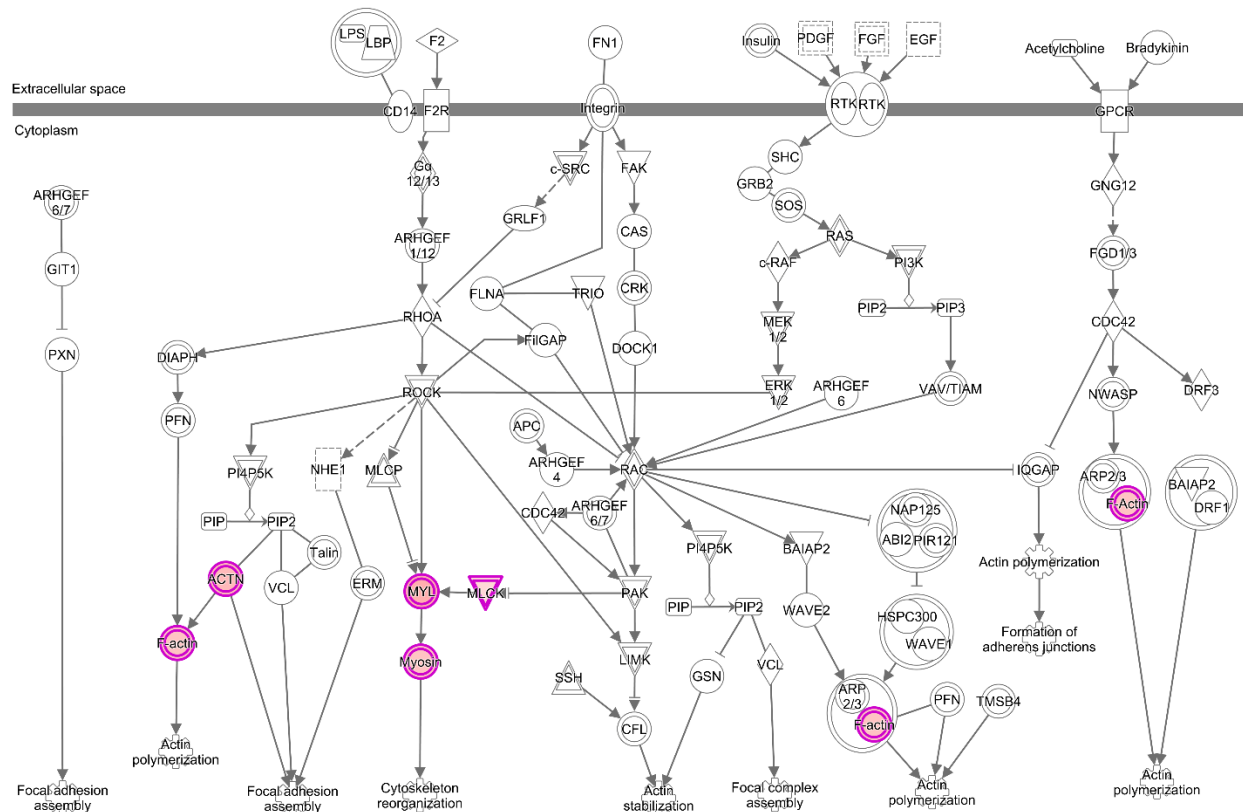 LPS
LBP
F2
FN1
Insulin
PDGF
FGF
EGF
Acetylcholine
Bradykinin
Extracellular space
CD14
F2R
Integrin
RTK
RTK
GPCR
Cytoplasm
Gα
12/13
c-SRC
FAK
SHC
GRB2
SOS
GNG12
ARHGEF
6/7
GRLF1
CAS
ARHGEF
1/12
RAS
c-RAF
PI3K
FGD1/3
GIT1
FLNA
TRIO
CRK
PIP2
PIP3
RHOA
CDC42
MEK
1/2
PXN
DIAPH
FilGAP
DOCK1
ROCK
ERK
1/2
ARHGEF
6
VAV/TIAM
NWASP
DRF3
PFN
APC
PI4P5K
NHE1
MLCP
ARHGEF
4
RAC
IQGAP
ARP2/3
F-Actin
BAIAP2
DRF1
PIP
PIP2
CDC42
ARHGEF
6/7
NAP125
ABI2
PIR121
Talin
PI4P5K
BAIAP2
Actin polymerization
ACTN
VCL
ERM
MYL
MLCK
PAK
PIP
PIP2
WAVE2
HSPC300
WAVE1
Formation of
adherens junctions
F-actin
Myosin
LIMK
SSH
GSN
VCL
ARP
2/3
F-actin
PFN
TMSB4
CFL
Actin
polymerization
Focal adhesion
assembly
Focal adhesion
assembly
Cytoskeleton
reorganization
Actin
stabilization
Focal complex
assembly
Actin
polymerization
Actin
polymerization